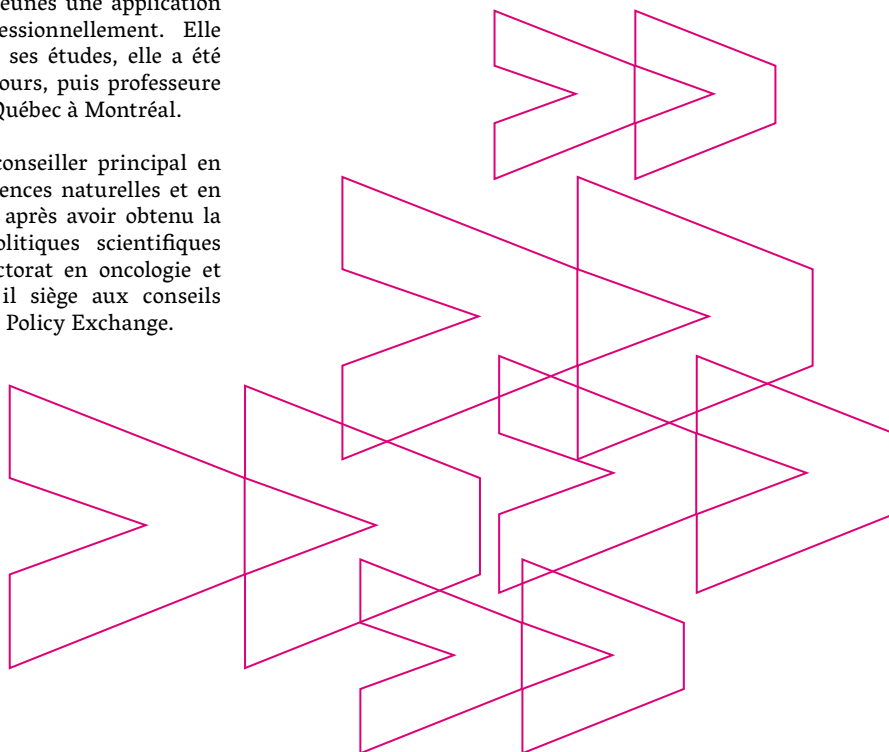 jeunes une application
essionnellement. Elle
ses études, elle a été
ours, puis professeure
Québec à Montréal.
conseiller principal en
ences naturelles et en
après avoir obtenu la
olitiques scientifiques
ctorat en oncologie et
il siège aux conseils
Policy Exchange.